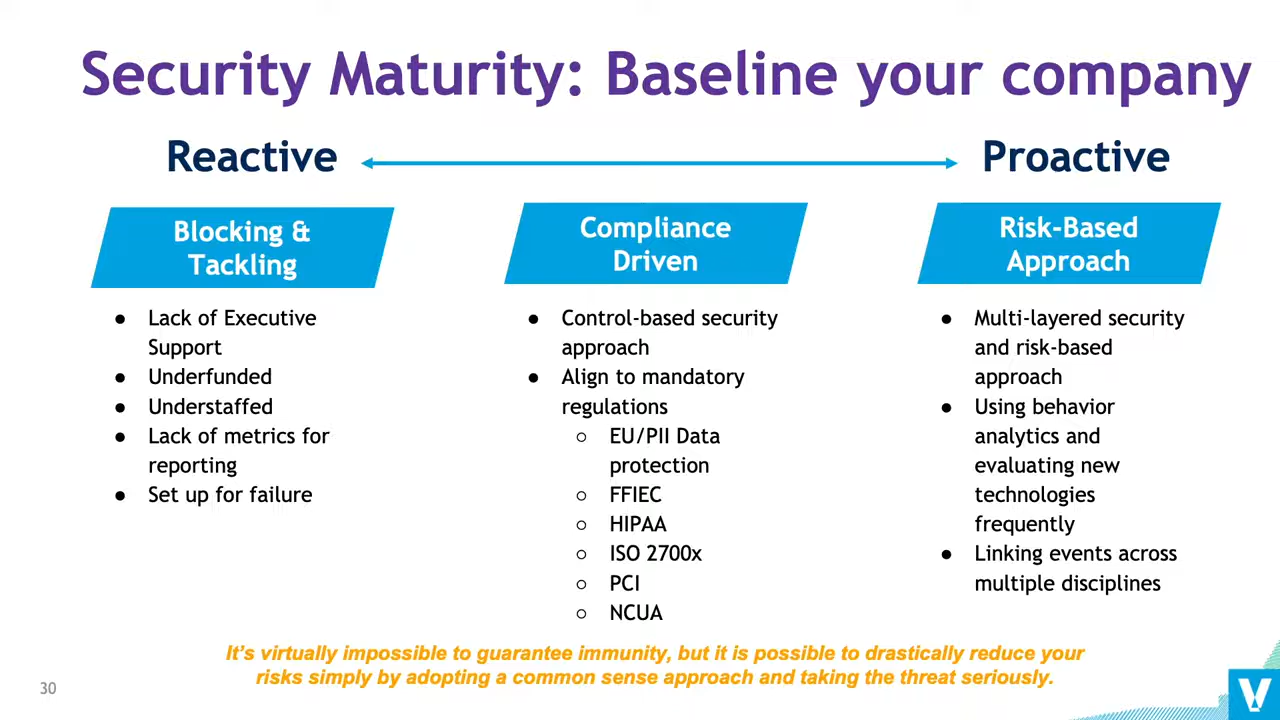 Security Maturity: Baseline your company
Reactive
Proactive
Blocking &
Tackling
● Lack of Executive
Support
● Underfunded
● Understaffed
● Lack of metrics for
reporting
● Set up for failure
Compliance
Driven
● Control-based security
approach
● Align to mandatory
regulations
○ EU/PII Data
protection
○ FFIEC
○ HIPAA
○ ISO 2700x
○ PCI
○ NCUA
Risk-Based
Approach
● Multi-layered security
and risk-based
approach
● Using behavior
analytics and
evaluating new
technologies
frequently
● Linking events across
multiple disciplines
It's virtually impossible to guarantee immunity, but it is possible to drastically reduce your
risks simply by adopting a common sense approach and taking the threat seriously.
30